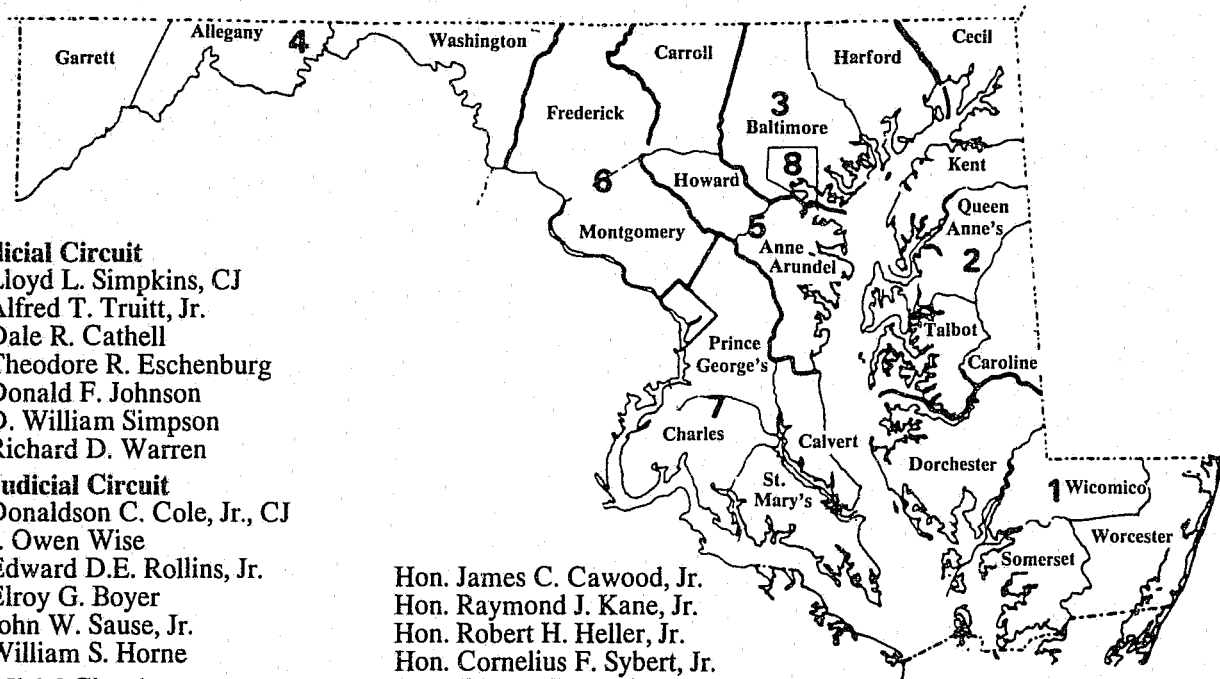 Garrett
Allegany
4
Washington
Frederick
Carroll
Harford
Cecil
3
Baltimore
8
Kent
6
Howard
Montgomery
5
Anne
Arundel
Queen
Anne's
2
Talbot
Caroline
Prince
George's
7
Charles
Calvert
St.
Mary's
Dorchester
1 Wicomico
Worcester
Somerset
dicial Circuit
Lloyd L. Simpkins, CJ
Alfred T. Truitt, Jr.
Dale R. Cathell
Theodore R. Eschenburg
Donald F. Johnson
D. William Simpson
Richard D. Warren
Judicial Circuit
Donaldson C. Cole, Jr., CJ
. Owen Wise
Edward D.E. Rollins, Jr.
Elroy G. Boyer
John W. Sause, Jr.
William S. Horne
Hon. James C. Cawood, Jr.
Hon. Raymond J. Kane, Jr.
Hon. Robert H. Heller, Jr.
Hon. Cornelius F. Sybert, Jr.